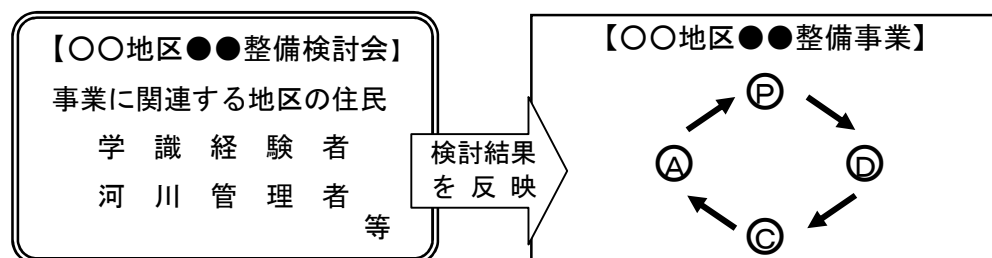 【○○地区●●整備検討会】
事業に関連する地区の住民
学識経験者
河川管理者
等
検討結果
を反映
【○○地区●●整備事業】
P
A
D
C